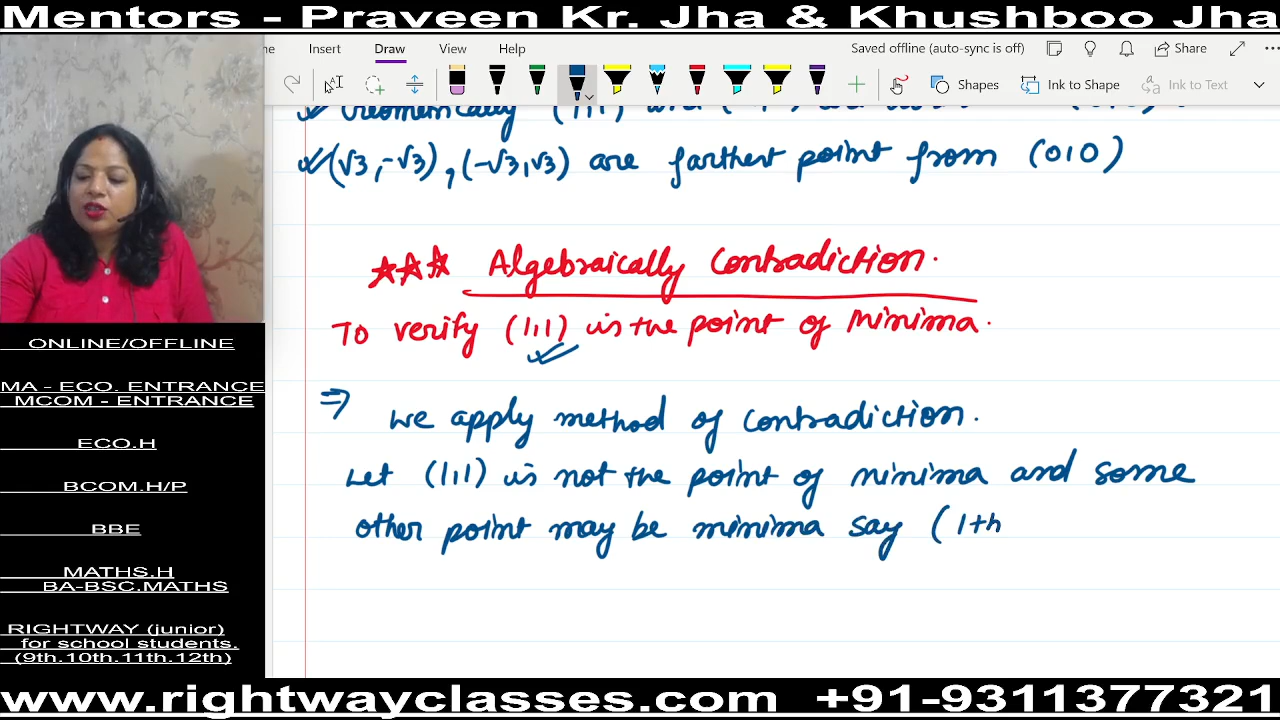 Mentors - Praveen Kr. Jha & Khushboo Jha
Insert Draw View Help Saved offline (auto-sync is off) Share
Shapes Ink to Shape Ink to Text
Geometrically (1,1) and
(√3,-√3), (-√3,√3) are farthest point from (0,0)
*** Algebraically Contradiction.
To verify (1,1) is the point of Minima.
⇒ We apply method of contradiction.
Let (1,1) is not the point of minima and some
other point may be minima say (1+h
ONLINE/OFFLINE
MA - ECO. ENTRANCE
MCOM - ENTRANCE
ECO.H
BCOM.H/P
BBE
MATHS.H
BA-BSC.MATHS
RIGHTWAY (junior)
for school students.
(9th.10th.11th.12th)
www.rightwayclasses.com +91-9311377321